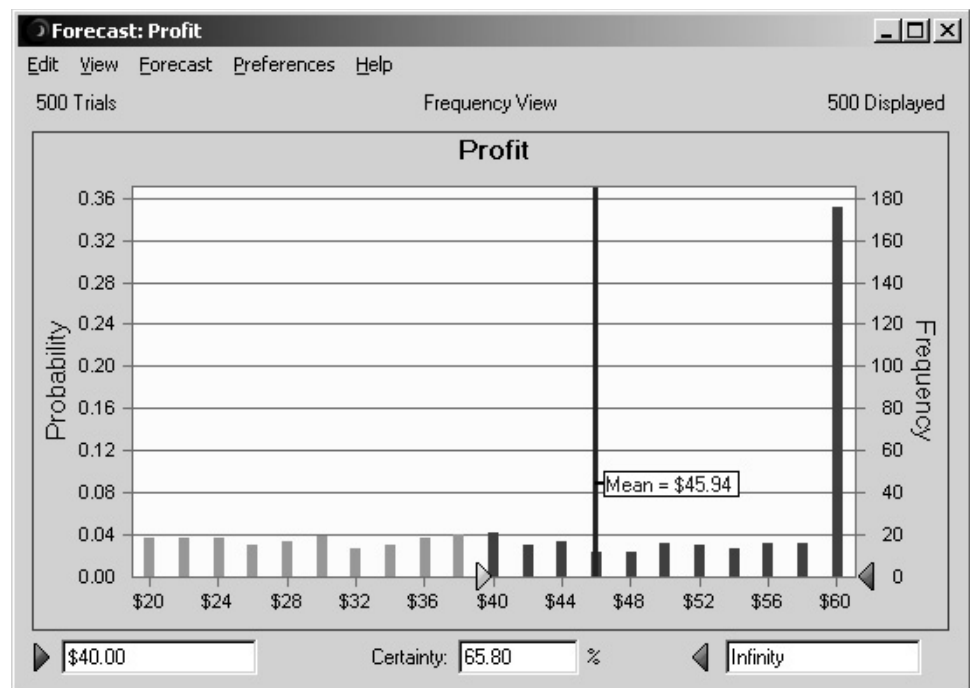 Forecast: Profit
Edit View Forecast Preferences Help
500 Trials Frequency View 500 Displayed
Profit
0.36 180
0.32 160
0.28 140
0.24 120
0.20 100
0.16 80
0.12 60
0.08 40
0.04 20
0.00 0
Probability
Frequency
Mean = $45.94
$20 $24 $28 $32 $36 $40 $44 $48 $52 $56 $60
$40.00 Certainty: 65.80 % Infinity